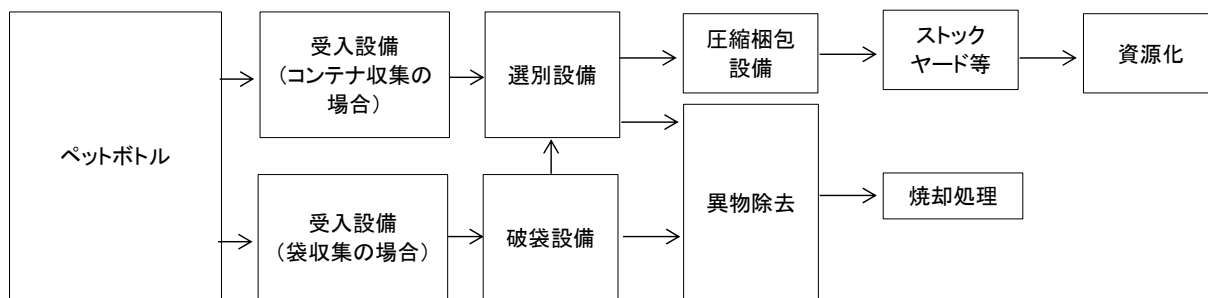 ペットボトル
受入設備
（コンテナ収集の
場合）
選別設備
圧縮梱包
設備
ストック
ヤード等
資源化
受入設備
（袋収集の場合）
破袋設備
異物除去
焼却処理